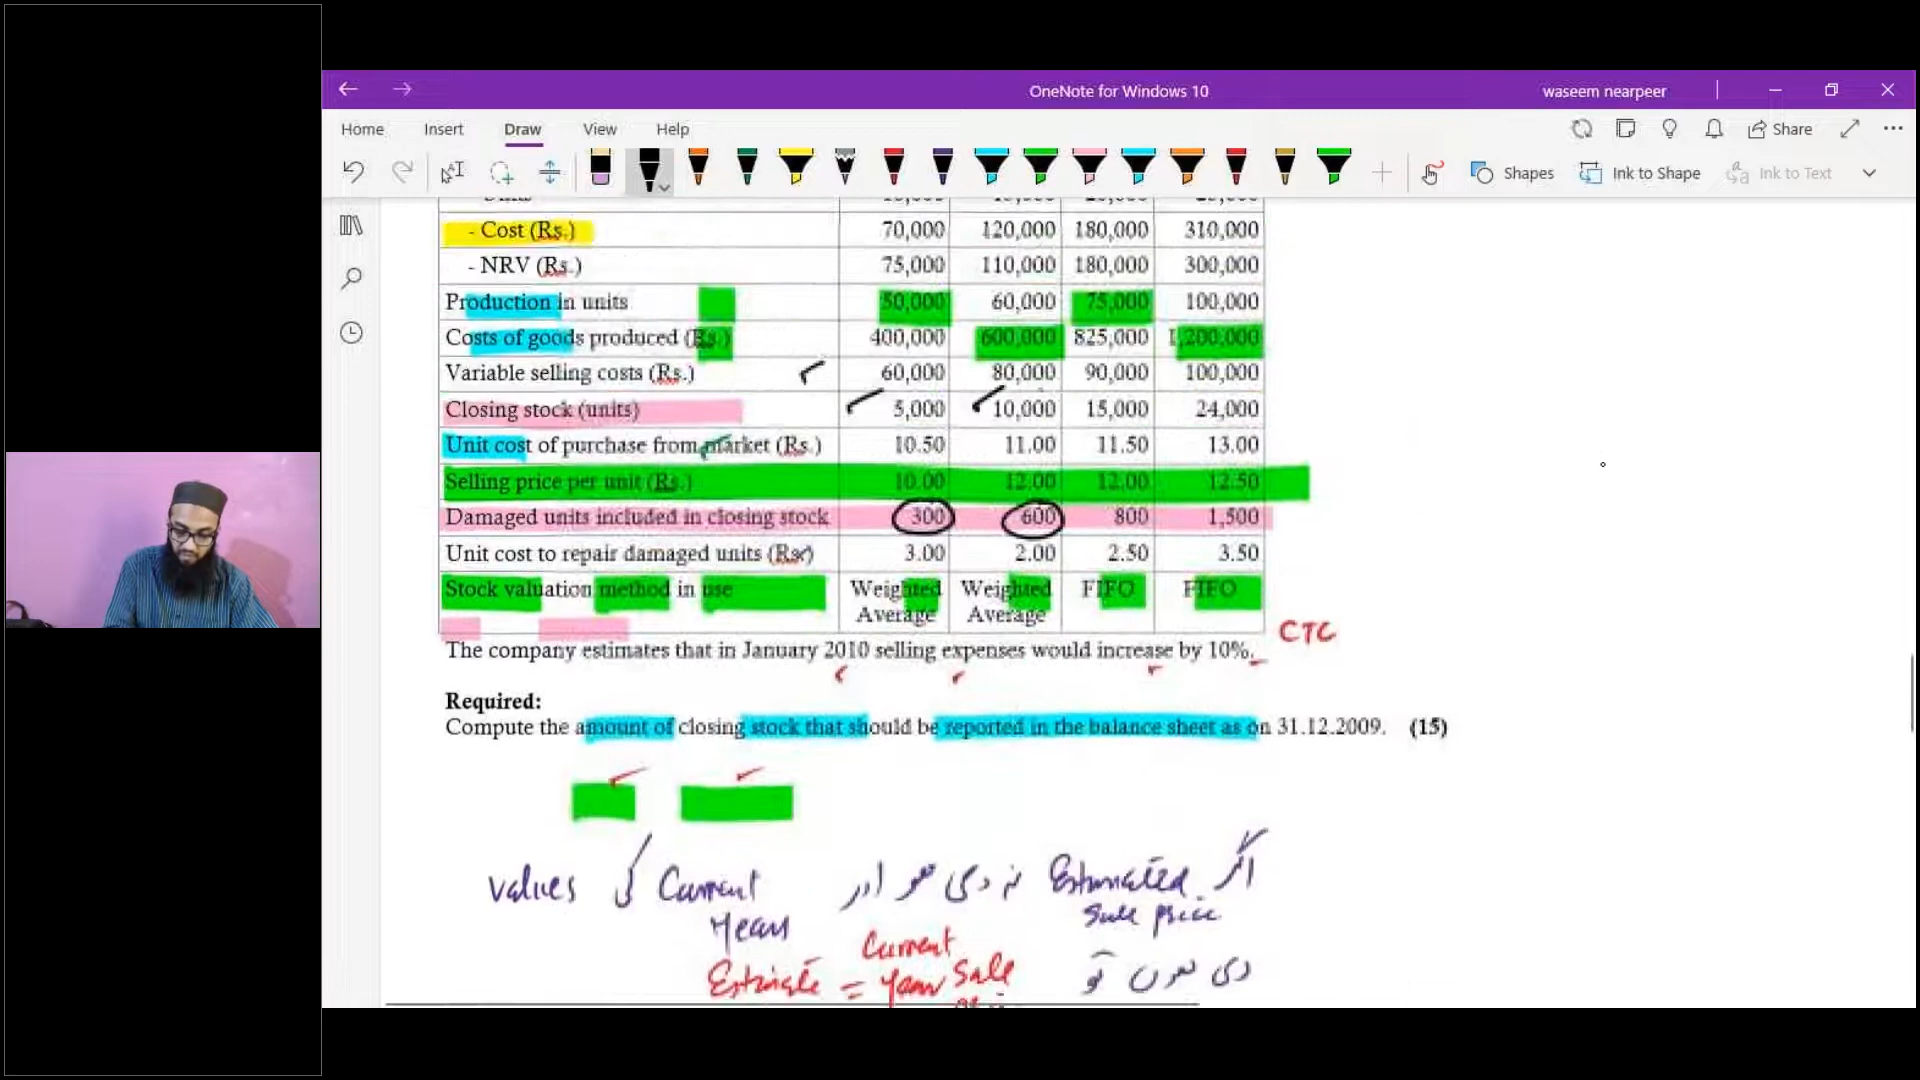 OneNote for Windows 10
waseem nearpeer
Home Insert Draw View Help
Share
Shapes Ink to Shape Ink to Text
- Cost (Rs.) 70,000 120,000 180,000 310,000
- NRV (Rs.) 75,000 110,000 180,000 300,000
Production in units 50,000 60,000 75,000 100,000
Costs of goods produced (Rs.) 400,000 600,000 825,000 1,200,000
Variable selling costs (Rs.) 60,000 80,000 90,000 100,000
Closing stock (units) 5,000 10,000 15,000 24,000
Unit cost of purchase from market (Rs.) 10.50 11.00 11.50 13.00
Selling price per unit (Rs.) 10.00 12.00 12.00 12.50
Damaged units included in closing stock 300 600 800 1,500
Unit cost to repair damaged units (Rs.) 3.00 2.00 2.50 3.50
Stock valuation method in use Weighted Average Weighted Average FIFO FIFO
CTC
The company estimates that in January 2010 selling expenses would increase by 10%.
Required:
Compute the amount of closing stock that should be reported in the balance sheet as on 31.12.2009. (15)
اگر Estimated Sale price نہ دی ہو اور Current Year کی values
دی ہوں تو
Estimate = Current Year Sale